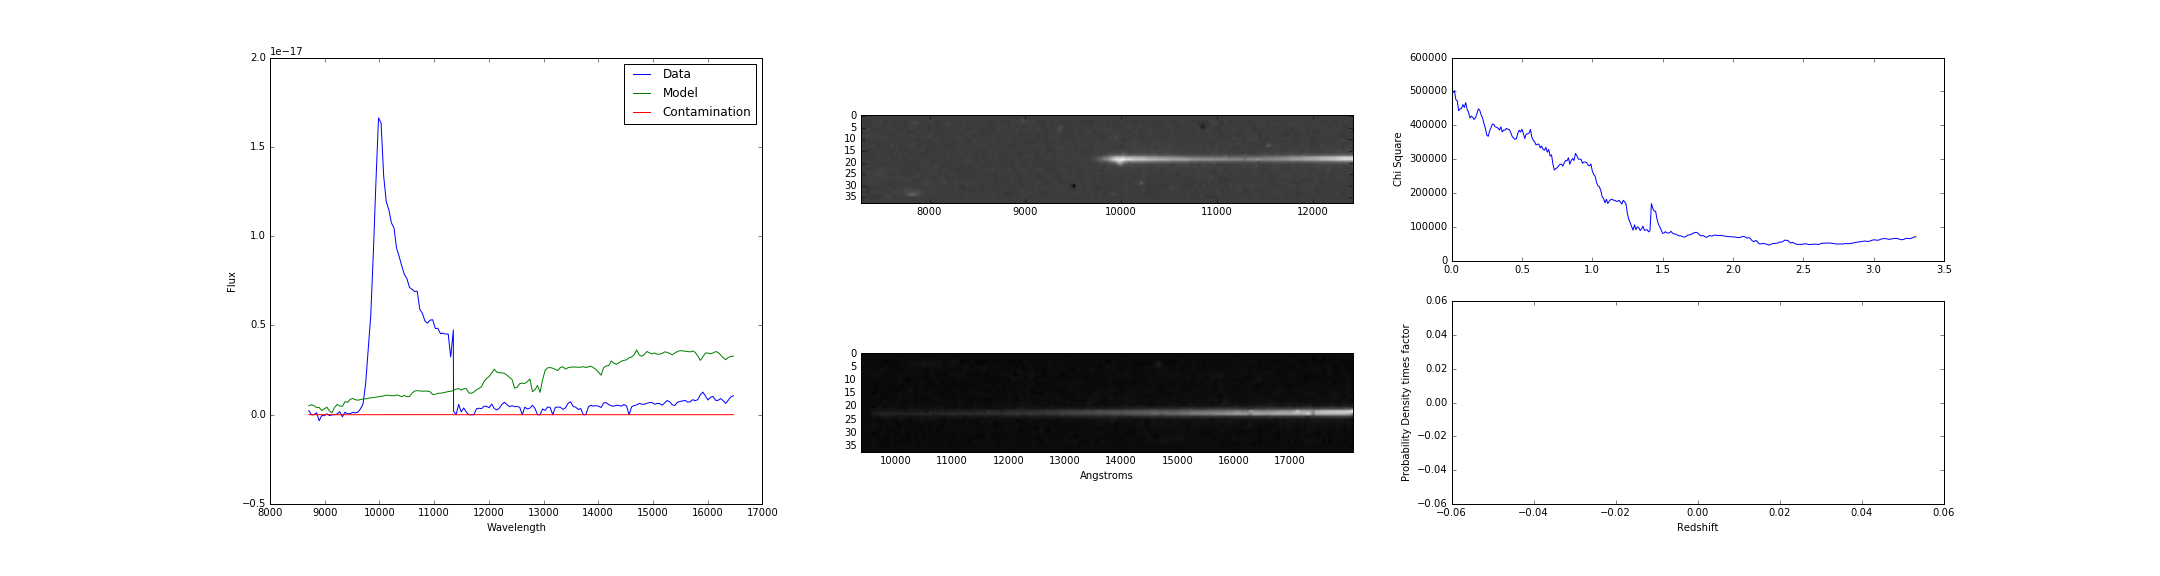 1e−17
2.0
1.5
1.0
0.5
0.0
−0.5
Flux
8000 9000 10000 11000 12000 13000 14000 15000 16000 17000
Wavelength
Data
Model
Contamination
0
5
10
15
20
25
30
35
8000 9000 10000 11000 12000
0
5
10
15
20
25
30
35
10000 11000 12000 13000 14000 15000 16000 17000
Angstroms
600000
500000
400000
300000
200000
100000
0
Chi Square
0.0 0.5 1.0 1.5 2.0 2.5 3.0 3.5
0.06
0.04
0.02
0.00
−0.02
−0.04
−0.06
Probability Density times factor
−0.06 −0.04 −0.02 0.00 0.02 0.04 0.06
Redshift